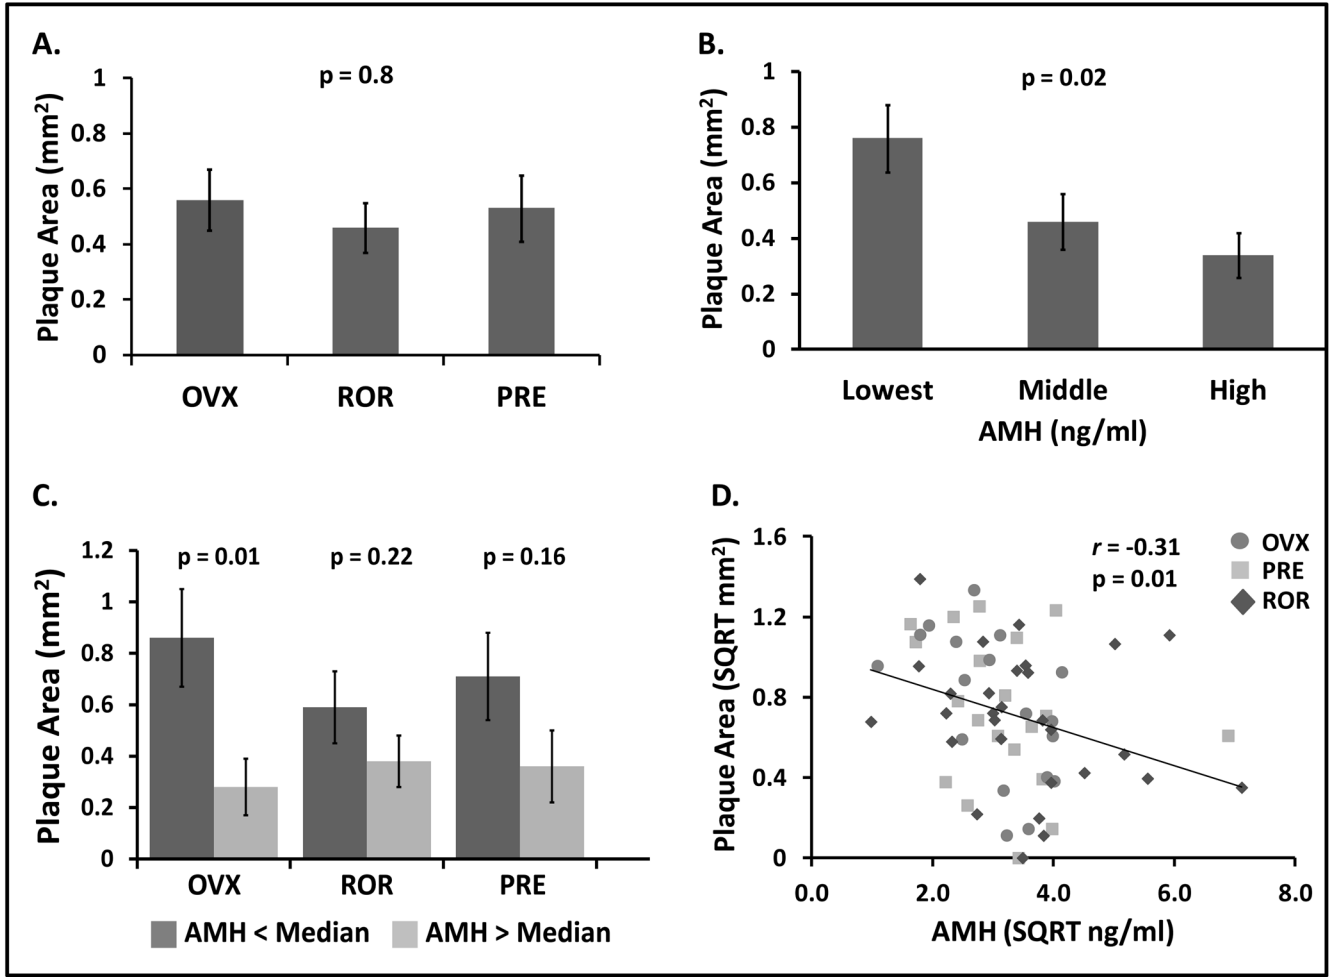 A.
p = 0.8
Plaque Area (mm²)
1
0.8
0.6
0.4
0.2
0
OVX ROR PRE
B.
p = 0.02
Plaque Area (mm²)
1
0.8
0.6
0.4
0.2
0
Lowest Middle High
AMH (ng/ml)
C.
p = 0.01 p = 0.22 p = 0.16
Plaque Area (mm²)
1.2
1
0.8
0.6
0.4
0.2
0
OVX ROR PRE
AMH < Median AMH > Median
D.
r = -0.31
p = 0.01
OVX
PRE
ROR
Plaque Area (SQRT mm²)
1.6
1.2
0.8
0.4
0
0.0 2.0 4.0 6.0 8.0
AMH (SQRT ng/ml)